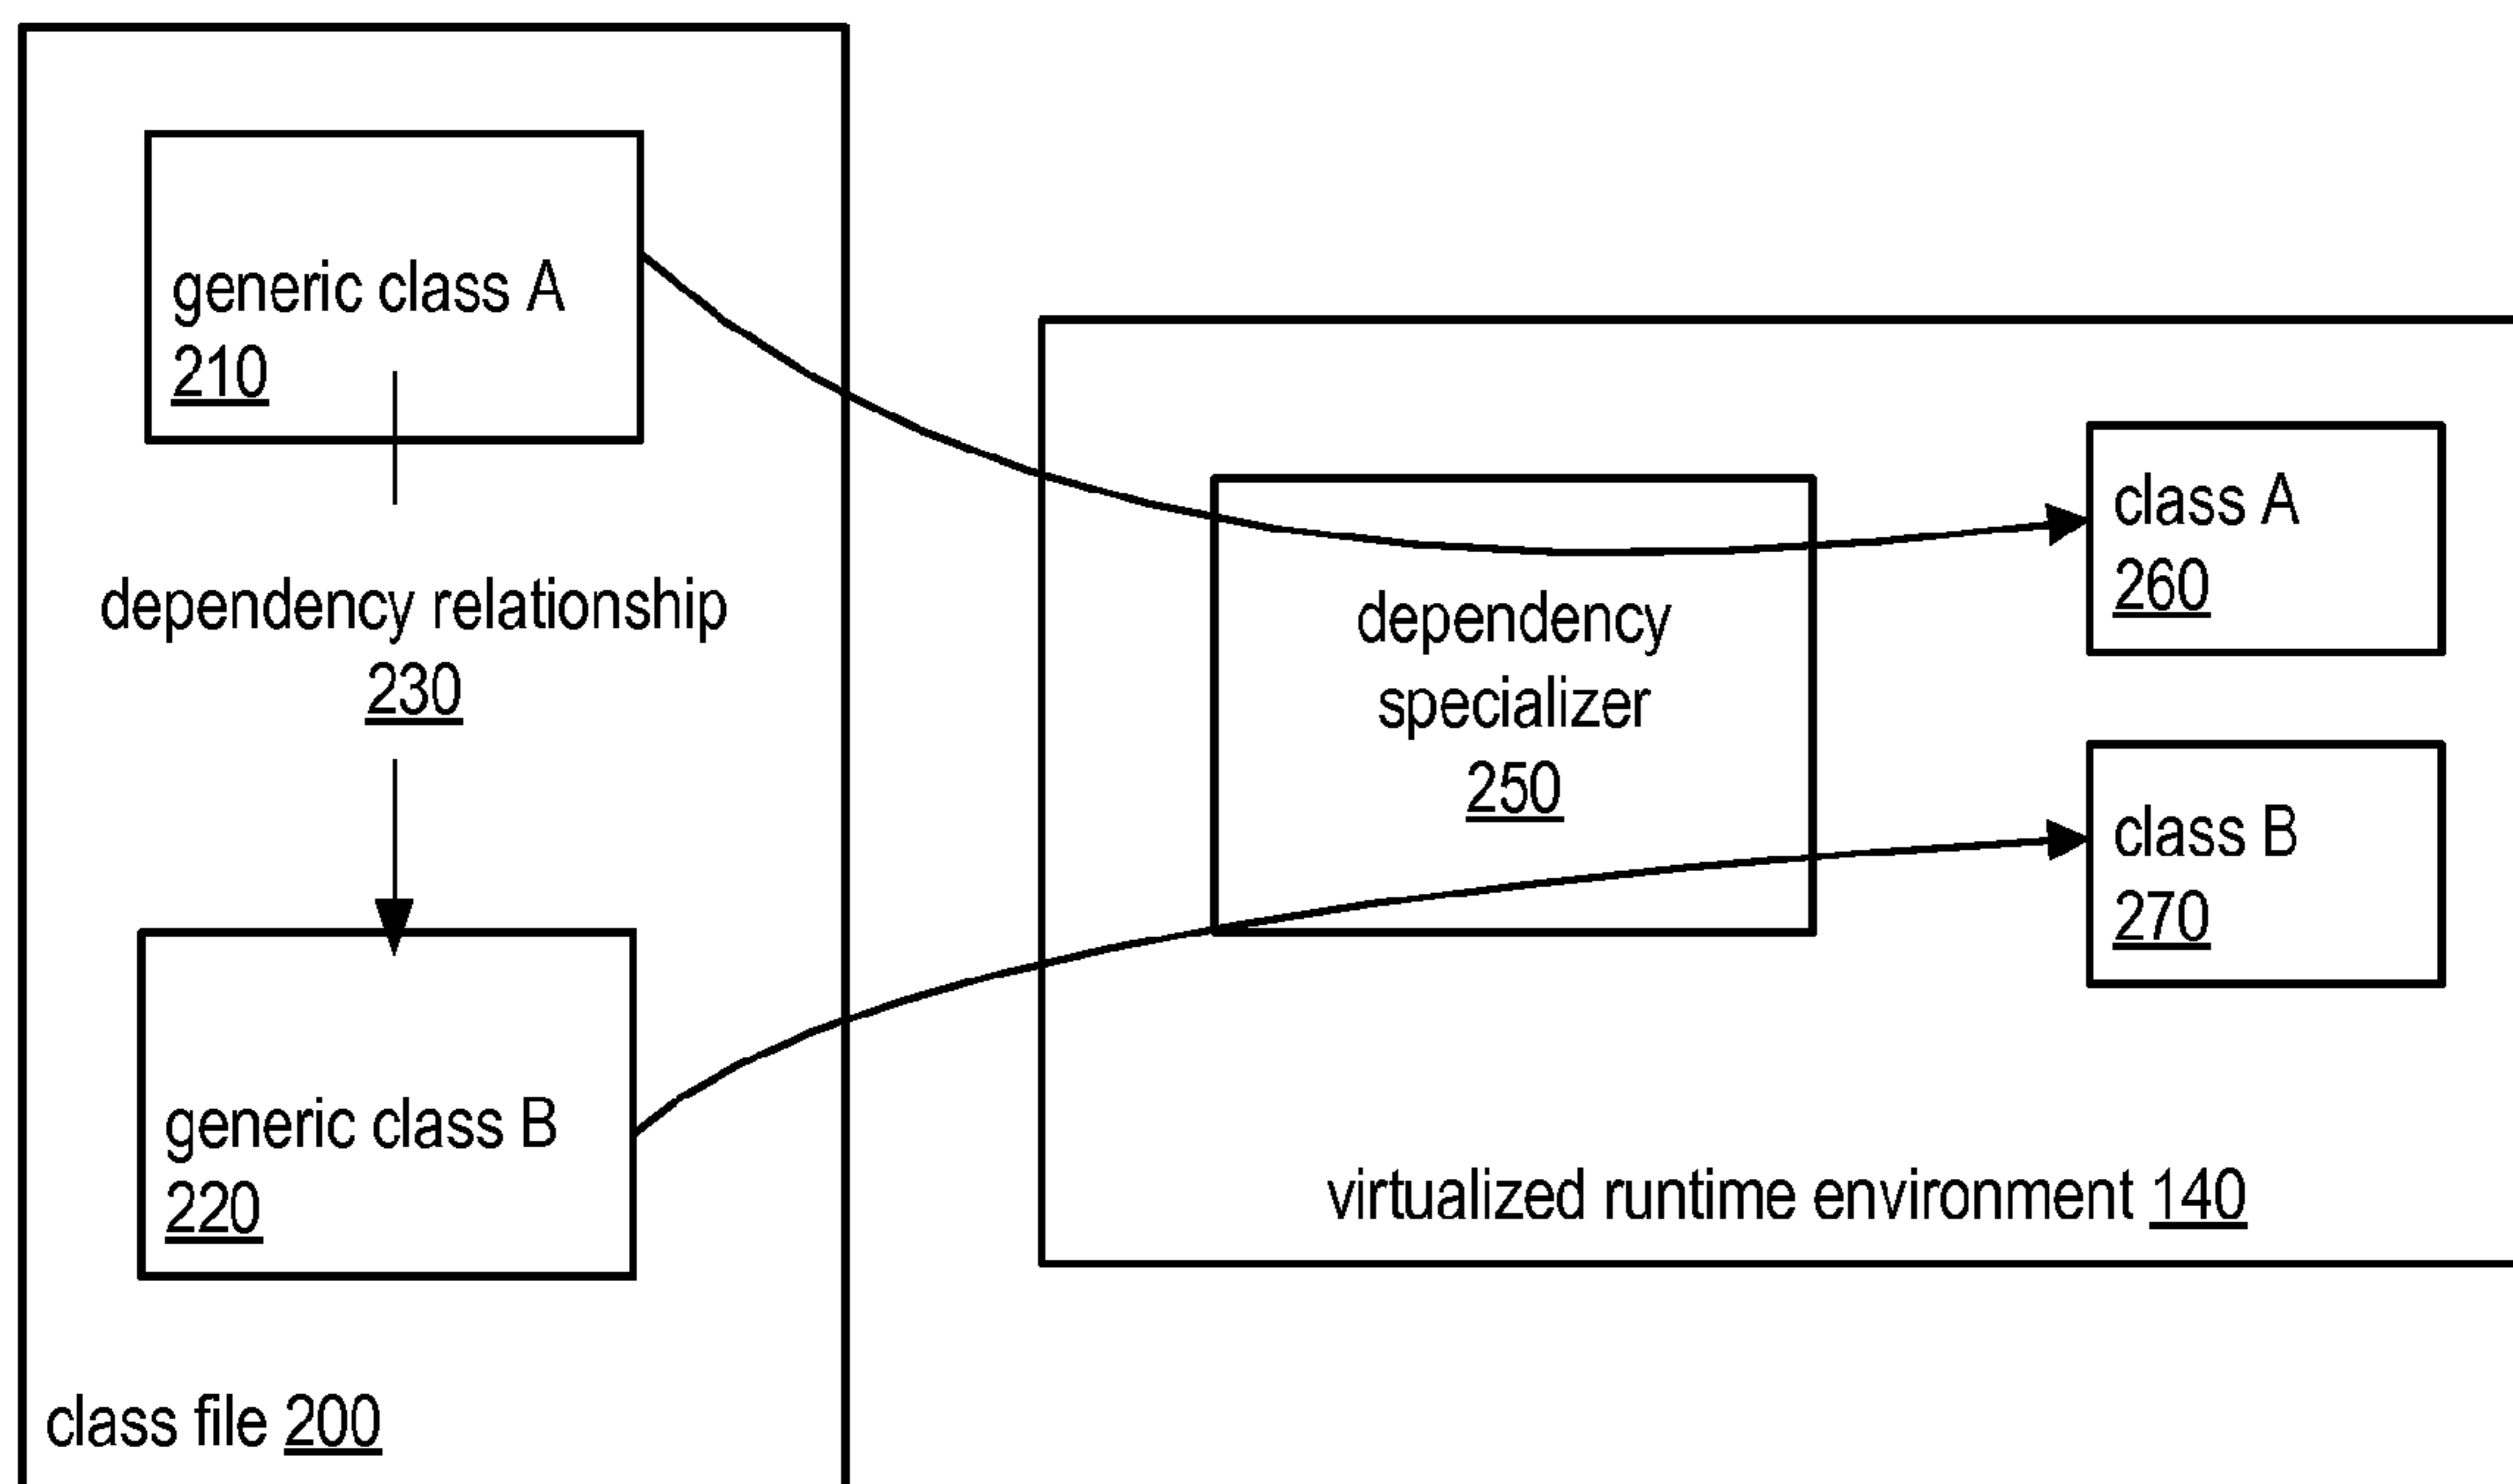 generic class A
210
dependency relationship
230
generic class B
220
class file 200
dependency
specializer
250
class A
260
class B
270
virtualized runtime environment 140